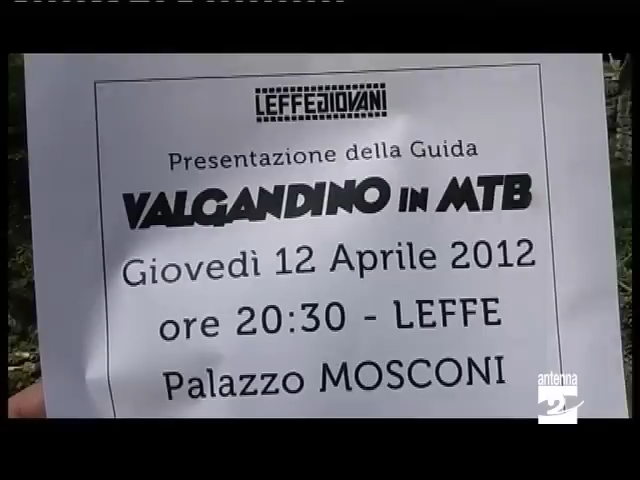 LEFFEGIOVANI
Presentazione della Guida
VALGANDINO IN MTB
Giovedì 12 Aprile 2012
ore 20:30 - LEFFE
Palazzo MOSCONI
antenna
2